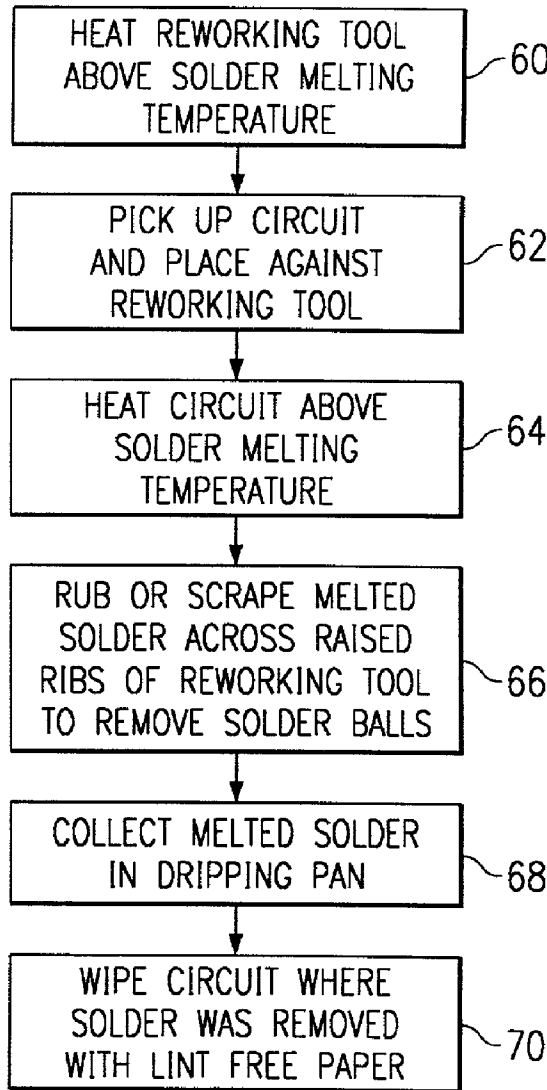 HEAT REWORKING TOOL
ABOVE SOLDER MELTING
TEMPERATURE
60
PICK UP CIRCUIT
AND PLACE AGAINST
REWORKING TOOL
62
HEAT CIRCUIT ABOVE
SOLDER MELTING
TEMPERATURE
64
RUB OR SCRAPE MELTED
SOLDER ACROSS RAISED
RIBS OF REWORKING TOOL
TO REMOVE SOLDER BALLS
66
COLLECT MELTED SOLDER
IN DRIPPING PAN
68
WIPE CIRCUIT WHERE
SOLDER WAS REMOVED
WITH LINT FREE PAPER
70